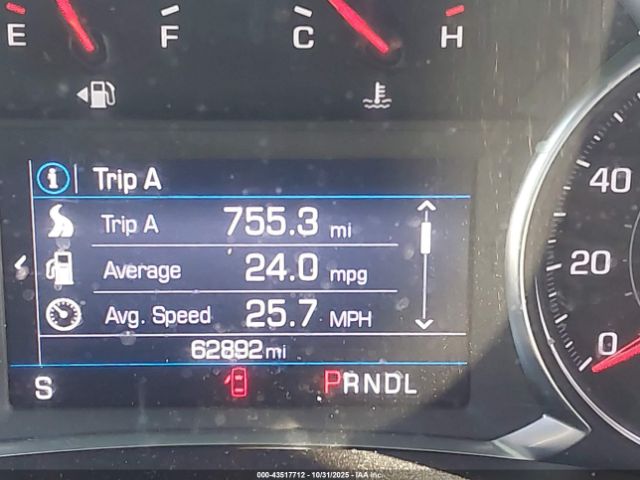 E F C H
Trip A
Trip A 755.3 mi
Average 24.0 mpg
Avg. Speed 25.7 MPH
62892 mi
S PRNDL
40
20
0
000-43517712 - 10/31/2025 - IAA Inc.